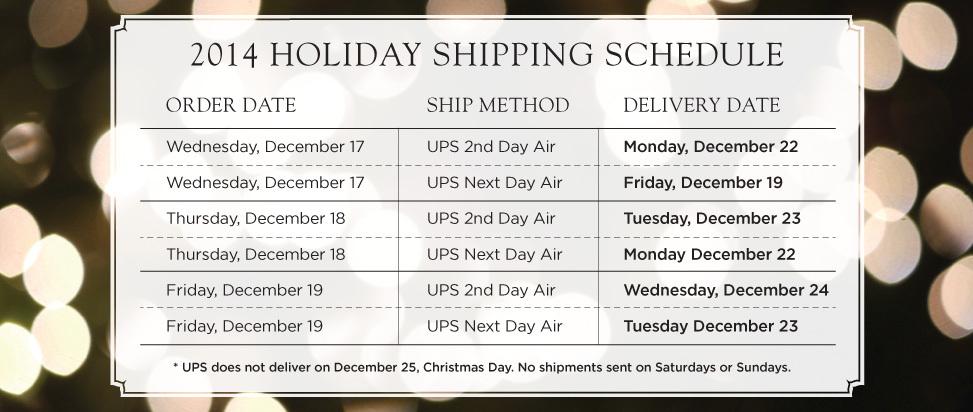 2014 HOLIDAY SHIPPING SCHEDULE
ORDER DATE SHIP METHOD DELIVERY DATE
Wednesday, December 17 UPS 2nd Day Air Monday, December 22
Wednesday, December 17 UPS Next Day Air Friday, December 19
Thursday, December 18 UPS 2nd Day Air Tuesday, December 23
Thursday, December 18 UPS Next Day Air Monday December 22
Friday, December 19 UPS 2nd Day Air Wednesday, December 24
Friday, December 19 UPS Next Day Air Tuesday December 23
* UPS does not deliver on December 25, Christmas Day. No shipments sent on Saturdays or Sundays.